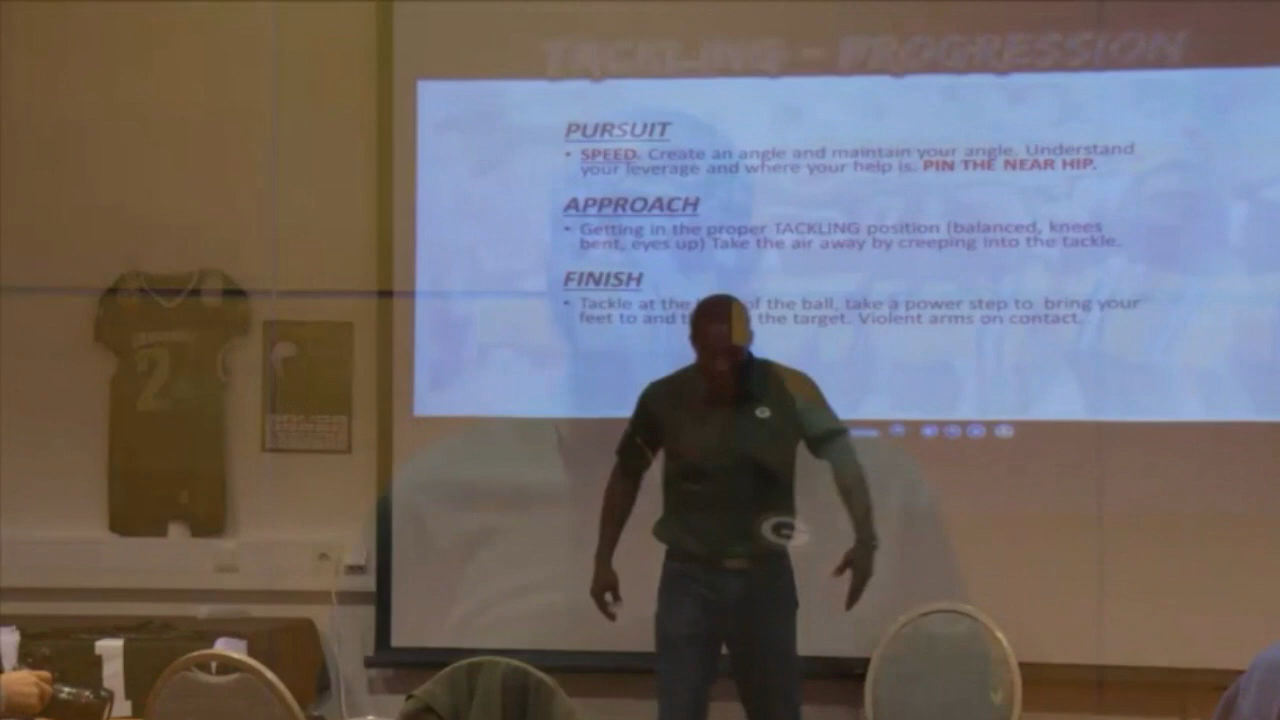 TACKLING - PROGRESSION
PURSUIT
• SPEED. Create an angle and maintain your angle. Understand
your leverage and where your help is. PIN THE NEAR HIP.
APPROACH
• Getting in the proper TACKLING position (balanced, knees
bent, eyes up) Take the air away by creeping into the tackle.
FINISH
• Tackle at the of the ball, take a power step to bring your
feet to and the target. Violent arms on contact.
2
G
G